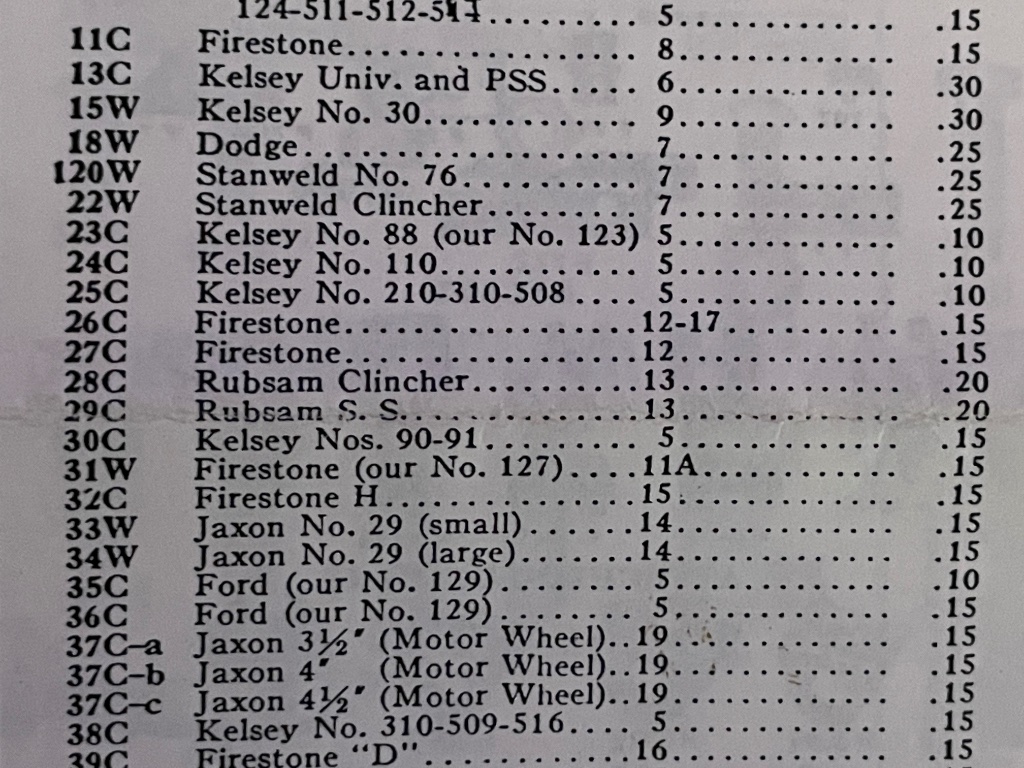 124-511-512-514......... 5............. .15
11C Firestone.................. 8............. .15
13C Kelsey Univ. and PSS..... 6............. .30
15W Kelsey No. 30............ 9............. .30
18W Dodge.................... 7............. .25
120W Stanweld No. 76.......... 7............. .25
22W Stanweld Clincher......... 7............. .25
23C Kelsey No. 88 (our No. 123) 5............. .10
24C Kelsey No. 110........... 5............. .10
25C Kelsey No. 210-310-508.... 5............. .10
26C Firestone..................12-17.......... .15
27C Firestone..................12............. .15
28C Rubsam Clincher..........13............. .20
29C Rubsam S. S..............13............. .20
30C Kelsey Nos. 90-91......... 5............. .15
31W Firestone (our No. 127)....11A............ .15
32C Firestone H...............15............. .15
33W Jaxon No. 29 (small).......14............. .15
34W Jaxon No. 29 (large).......14............. .15
35C Ford (our No. 129)........ 5............. .10
36C Ford (our No. 129)........ 5............. .15
37C-a Jaxon 3½″ (Motor Wheel)..19............. .15
37C-b Jaxon 4″ (Motor Wheel)..19............. .15
37C-c Jaxon 4½″ (Motor Wheel)..19............. .15
38C Kelsey No. 310-509-516.... 5............. .15
39C Firestone "D".............16............. .15